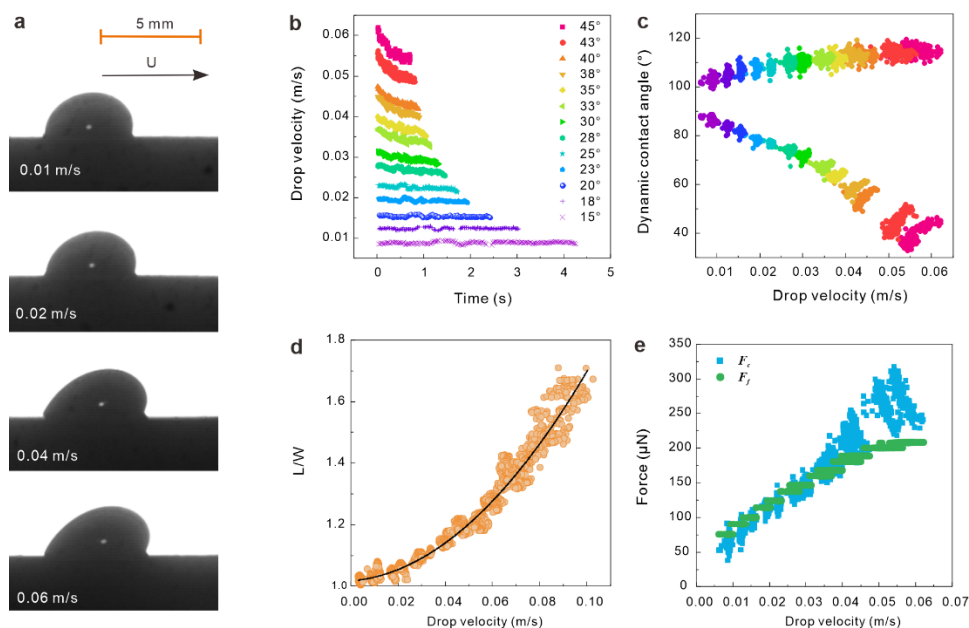 a
5 mm
U
0.01 m/s
0.02 m/s
0.04 m/s
0.06 m/s
b
Drop velocity (m/s)
0.06
0.05
0.04
0.03
0.02
0.01
0 1 2 3 4 5
Time (s)
45°
43°
40°
38°
35°
33°
30°
28°
25°
23°
20°
18°
15°
c
Dynamic contact angle (°)
120
100
80
60
40
0.01 0.02 0.03 0.04 0.05 0.06
Drop velocity (m/s)
d
L/W
1.8
1.6
1.4
1.2
1.0
0.00 0.02 0.04 0.06 0.08 0.10
Drop velocity (m/s)
e
Force (μN)
350
300
250
200
150
100
50
0
0.00 0.01 0.02 0.03 0.04 0.05 0.06 0.07
Drop velocity (m/s)
Fc
Ff